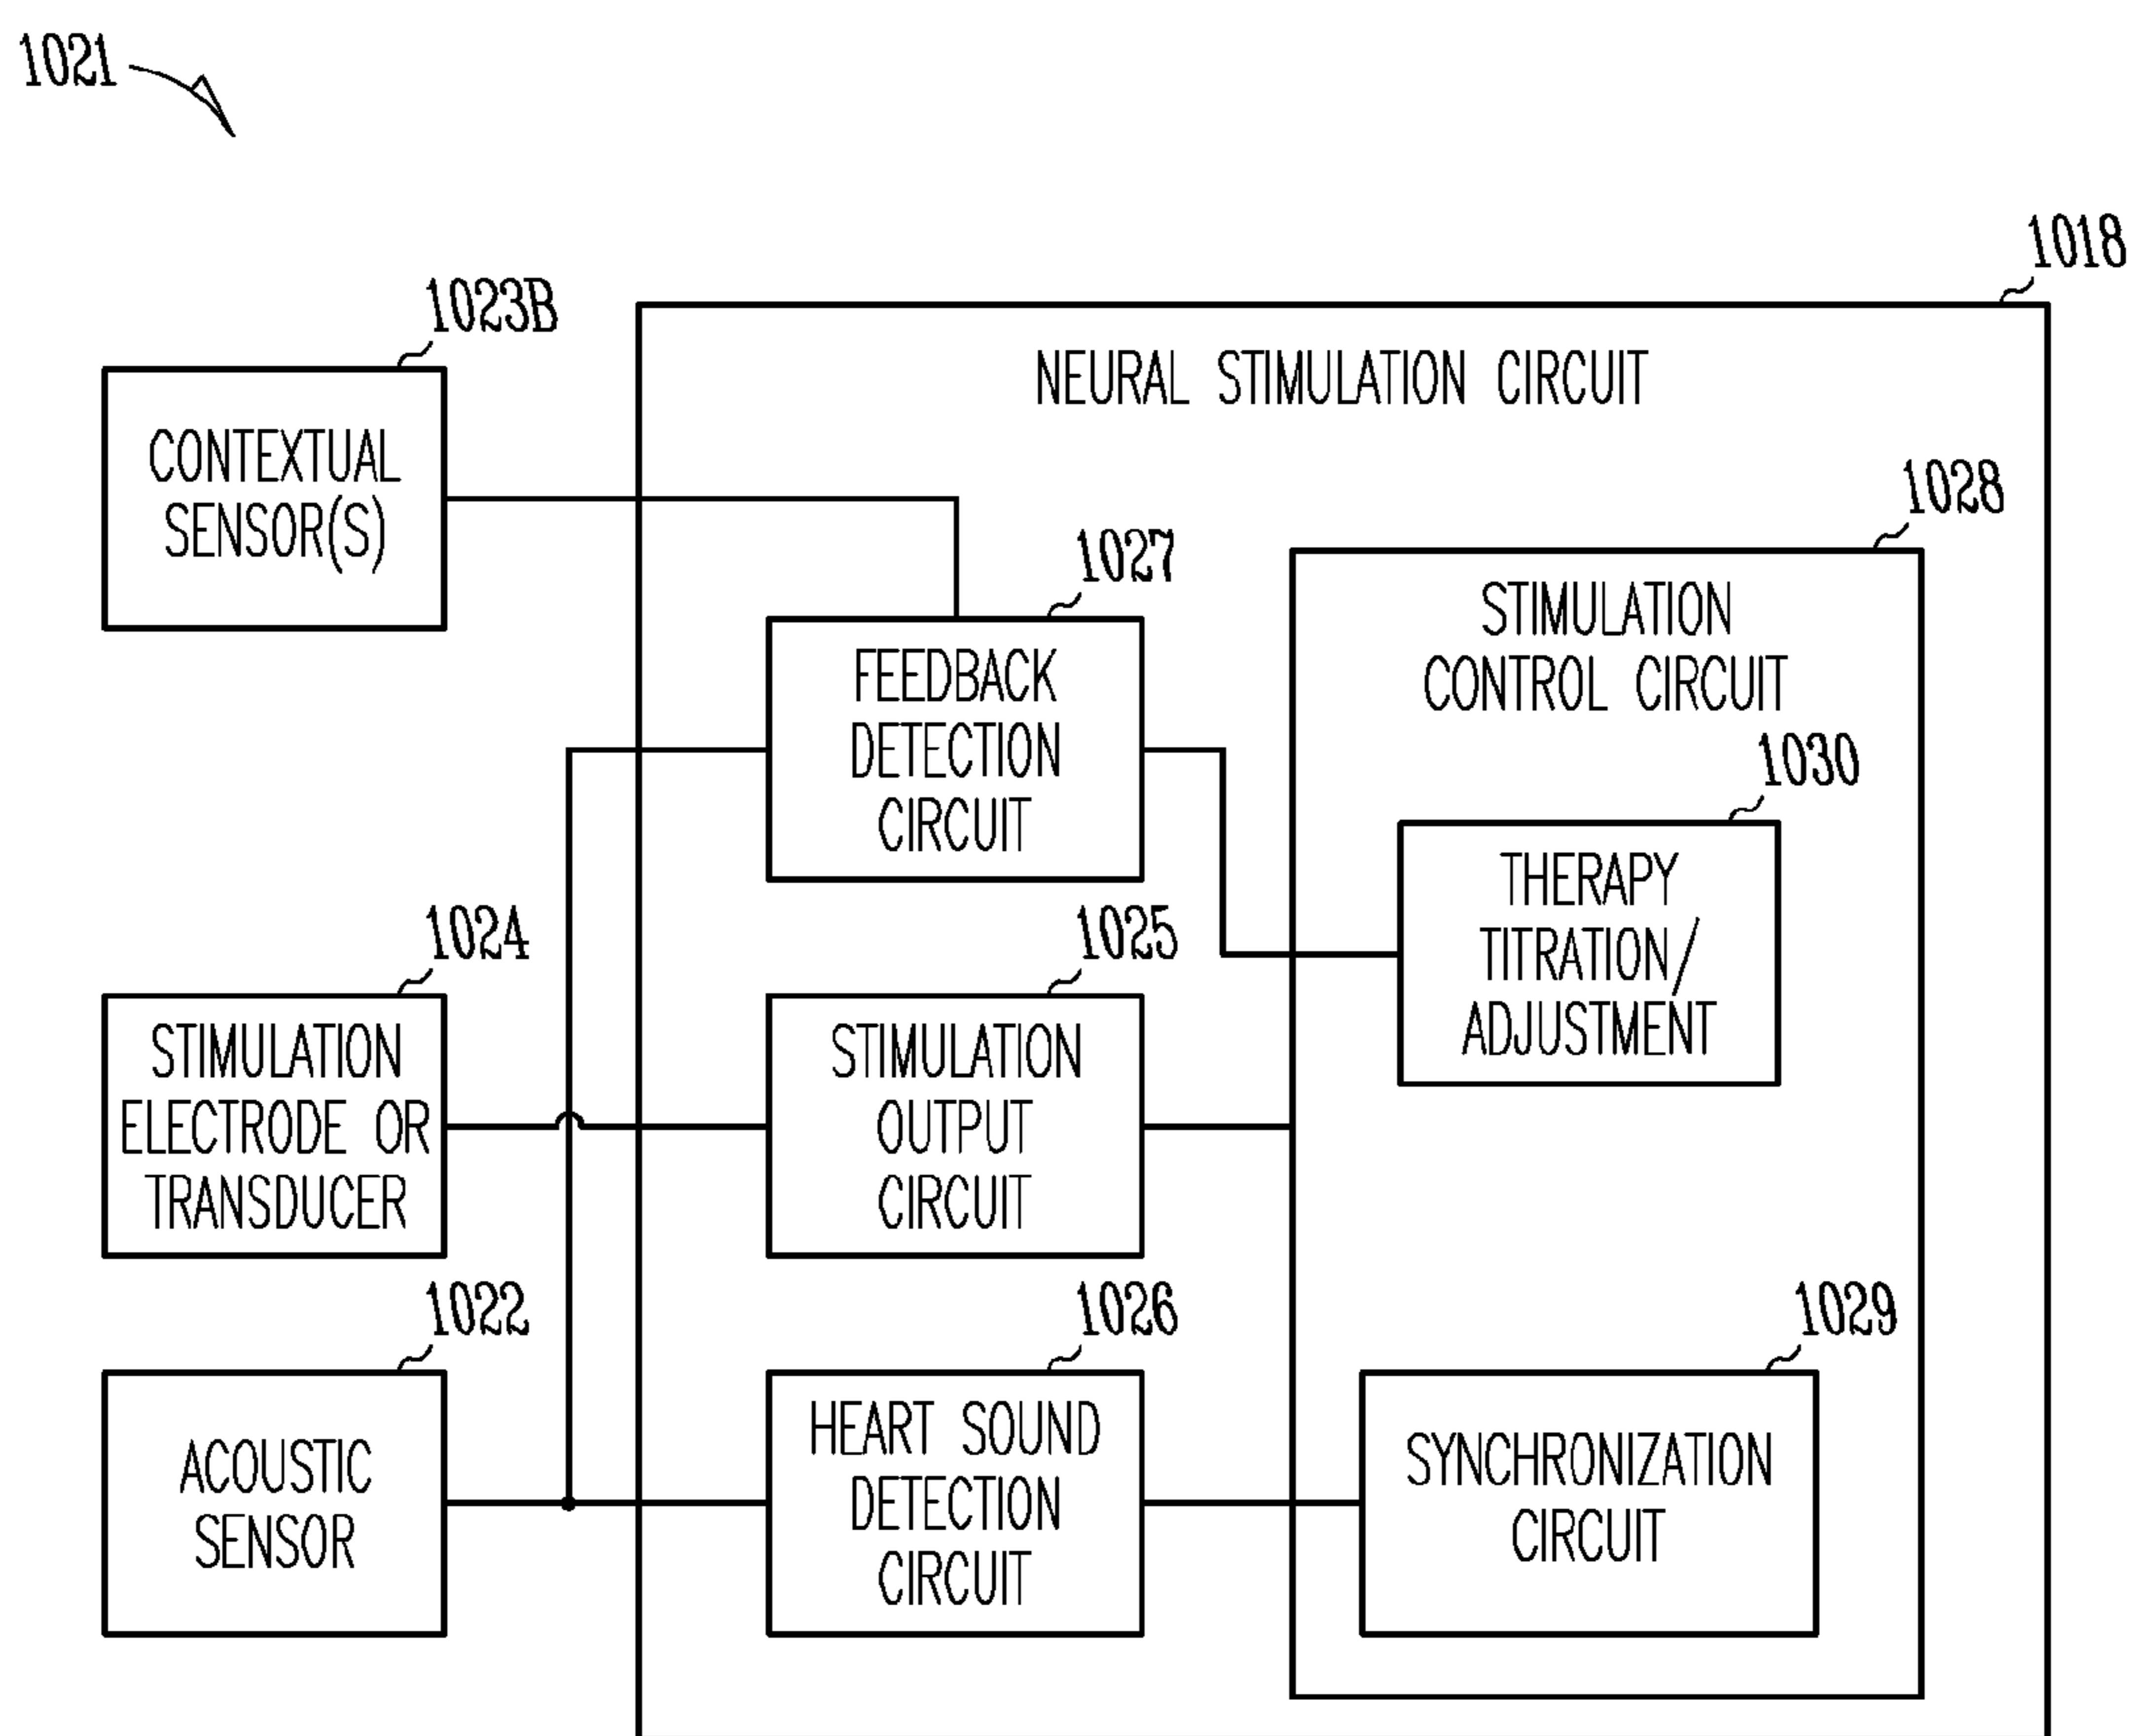 1021
1018
1023B
NEURAL STIMULATION CIRCUIT
CONTEXTUAL
SENSOR(S)
1028
1027
STIMULATION
CONTROL CIRCUIT
FEEDBACK
DETECTION
CIRCUIT
1030
THERAPY
TITRATION/
ADJUSTMENT
1024
STIMULATION
ELECTRODE OR
TRANSDUCER
1025
STIMULATION
OUTPUT
CIRCUIT
1022
ACOUSTIC
SENSOR
1026
HEART SOUND
DETECTION
CIRCUIT
1029
SYNCHRONIZATION
CIRCUIT